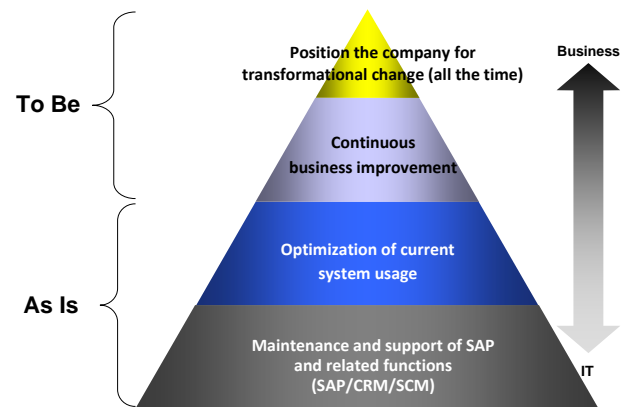 Position the company for
transformational change (all the time)
Business
To Be
Continuous
business improvement
Optimization of current
system usage
As Is
Maintenance and support of SAP
and related functions
(SAP/CRM/SCM)
IT